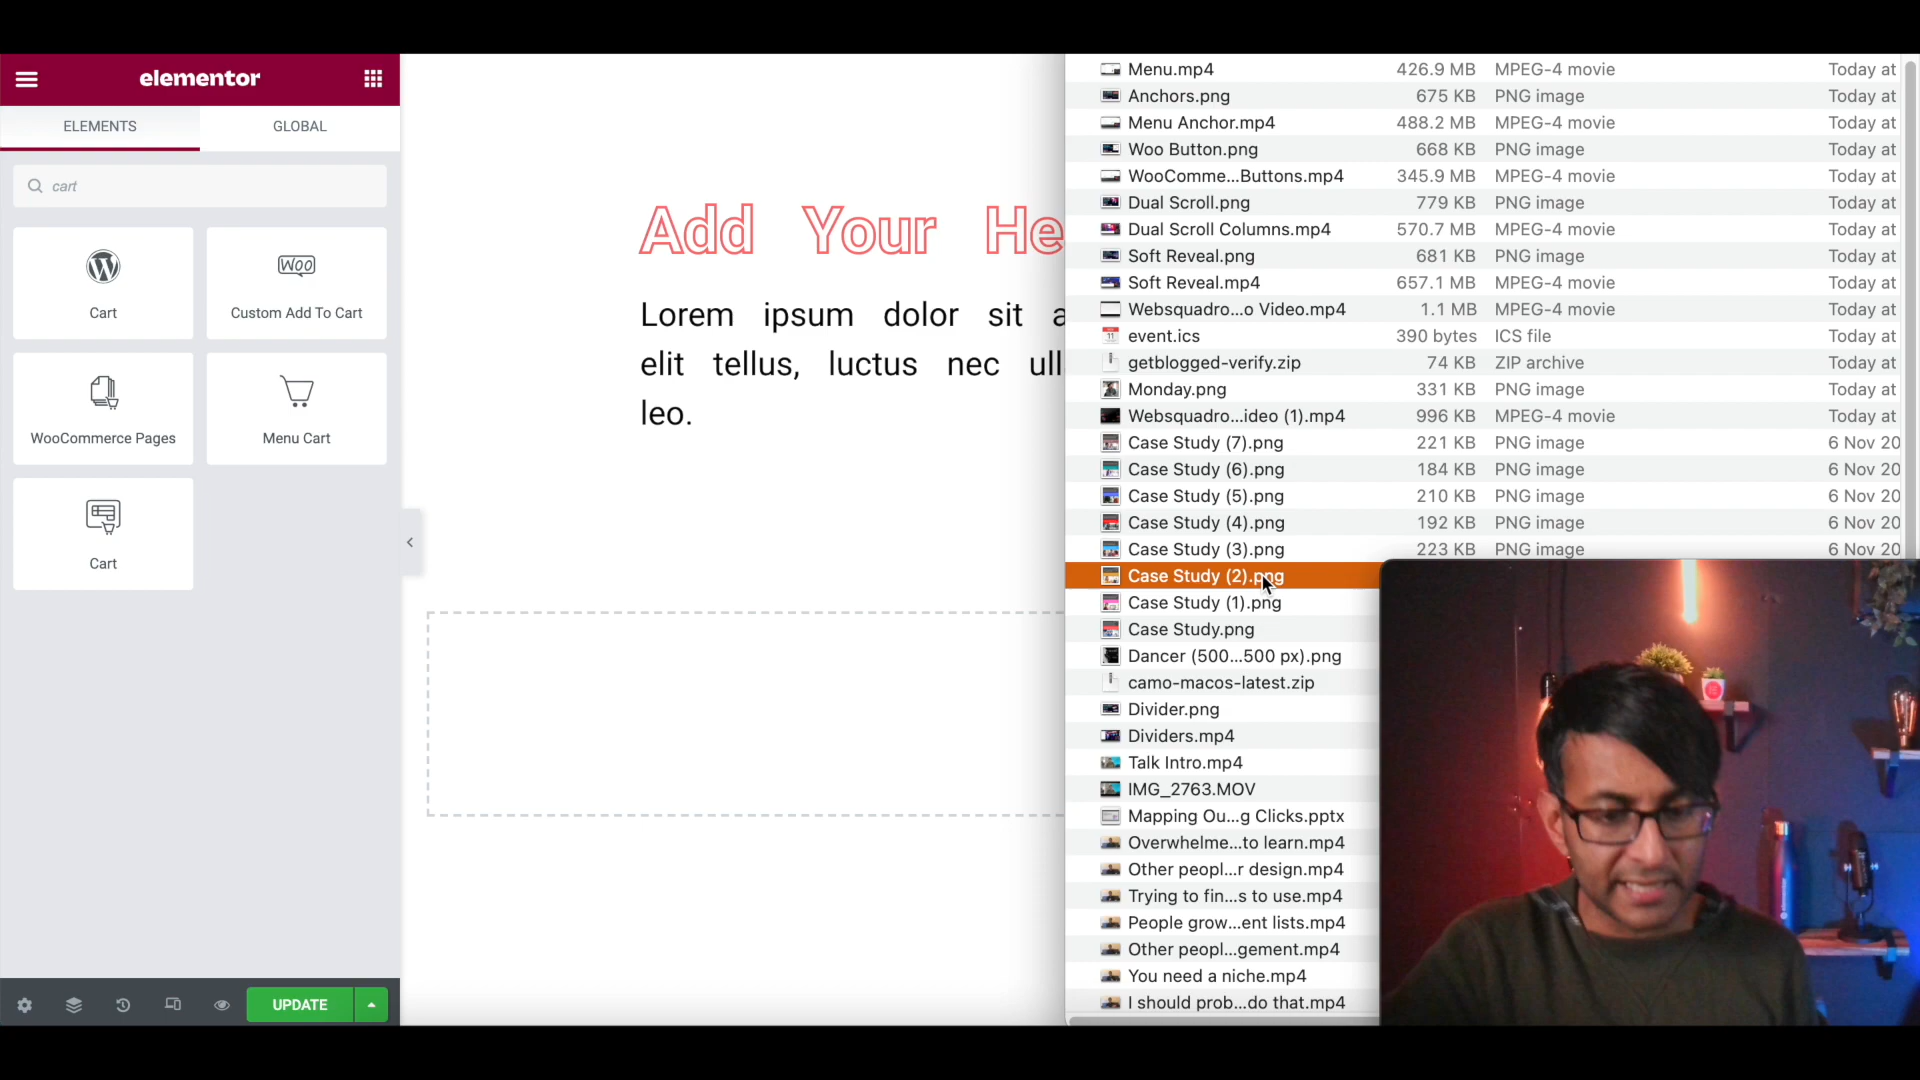 elementor
ELEMENTS
GLOBAL
cart
Cart
Woo
Custom Add To Cart
WooCommerce Pages
Menu Cart
Cart
UPDATE
Add Your He
Lorem ipsum dolor sit a
elit tellus, luctus nec ull
leo.
Menu.mp4 426.9 MB MPEG-4 movie Today at
Anchors.png 675 KB PNG image Today at
Menu Anchor.mp4 488.2 MB MPEG-4 movie Today at
Woo Button.png 668 KB PNG image Today at
WooComme...Buttons.mp4 345.9 MB MPEG-4 movie Today at
Dual Scroll.png 779 KB PNG image Today at
Dual Scroll Columns.mp4 570.7 MB MPEG-4 movie Today at
Soft Reveal.png 681 KB PNG image Today at
Soft Reveal.mp4 657.1 MB MPEG-4 movie Today at
Websquadro...o Video.mp4 1.1 MB MPEG-4 movie Today at
event.ics 390 bytes ICS file Today at
getblogged-verify.zip 74 KB ZIP archive Today at
Monday.png 331 KB PNG image Today at
Websquadro...ideo (1).mp4 996 KB MPEG-4 movie Today at
Case Study (7).png 221 KB PNG image 6 Nov 20
Case Study (6).png 184 KB PNG image 6 Nov 20
Case Study (5).png 210 KB PNG image 6 Nov 20
Case Study (4).png 192 KB PNG image 6 Nov 20
Case Study (3).png 223 KB PNG image 6 Nov 20
Case Study (2).png
Case Study (1).png
Case Study.png
Dancer (500...500 px).png
camo-macos-latest.zip
Divider.png
Dividers.mp4
Talk Intro.mp4
IMG_2763.MOV
Mapping Ou...g Clicks.pptx
Overwhelme...to learn.mp4
Other peopl...r design.mp4
Trying to fin...s to use.mp4
People grow...ent lists.mp4
Other peopl...gement.mp4
You need a niche.mp4
I should prob...do that.mp4